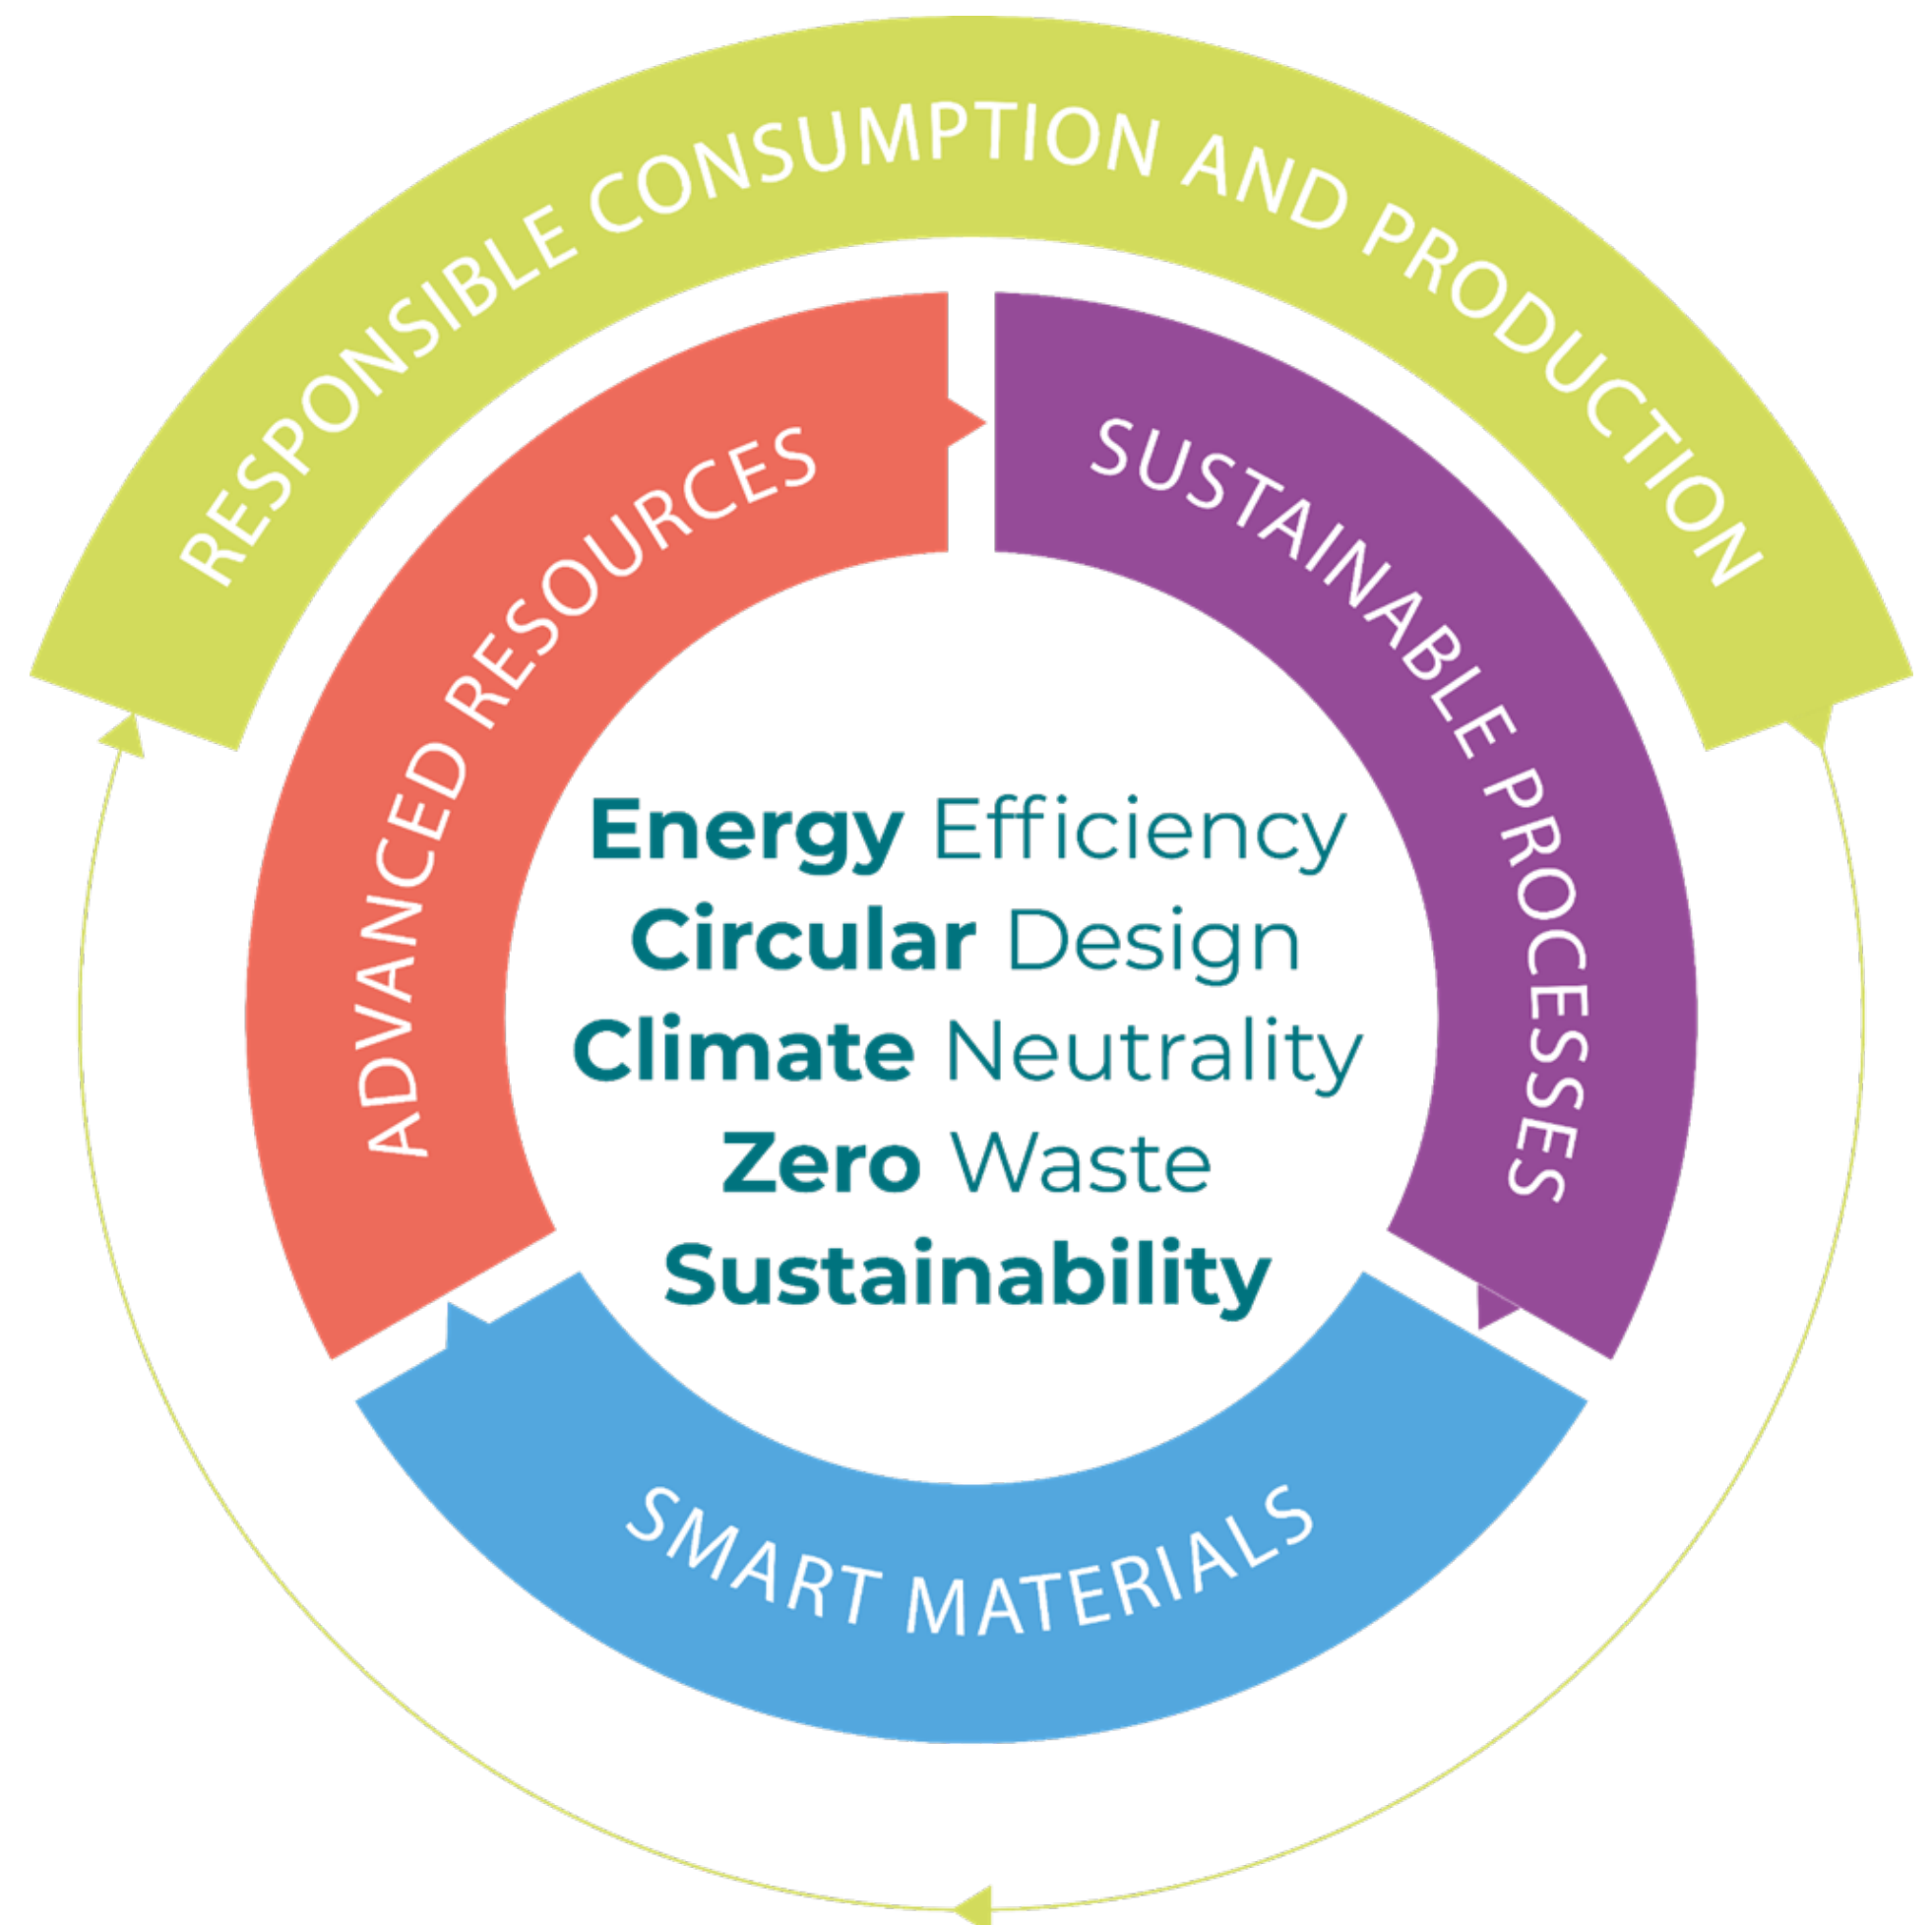 RESPONSIBLE CONSUMPTION AND PRODUCTION
ADVANCED RESOURCES
SUSTAINABLE PROCESSES
Energy Efficiency
Circular Design
Climate Neutrality
Zero Waste
Sustainability
SMART MATERIALS